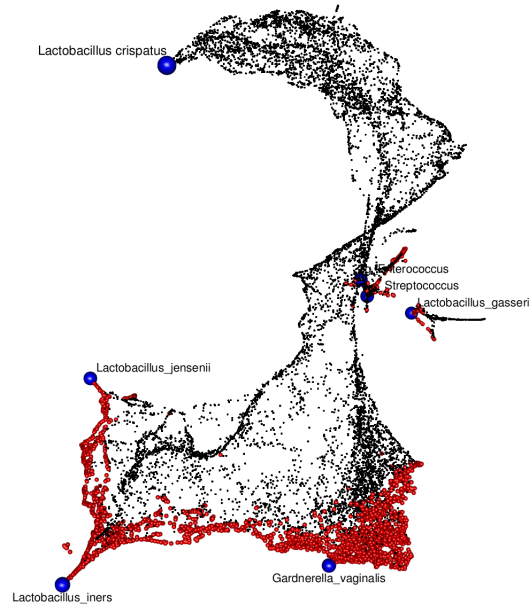 Lactobacillus crispatus
Enterococcus
Streptococcus
Lactobacillus_gasseri
Lactobacillus_jensenii
Gardnerella_vaginalis
Lactobacillus_iners